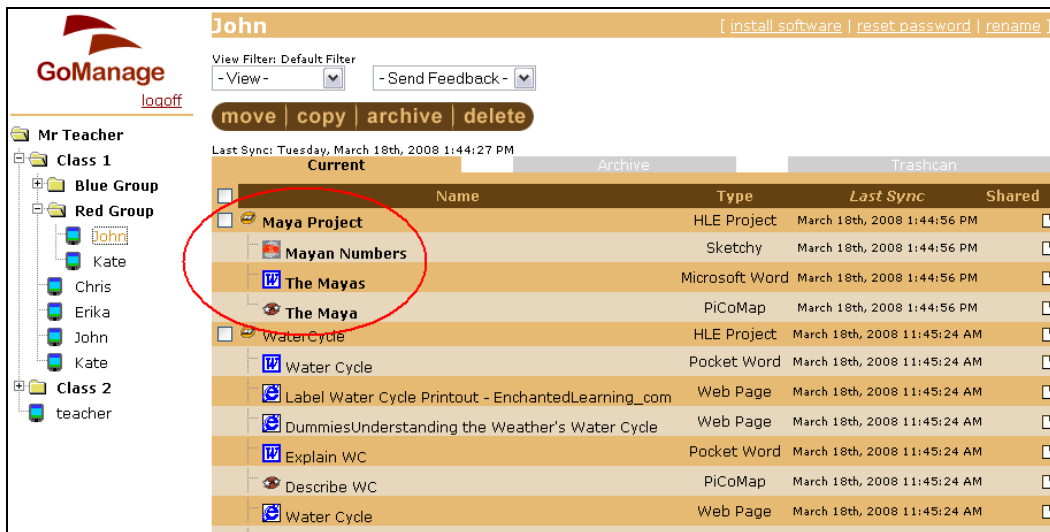 GoManage
logoff
Mr Teacher
Class 1
Blue Group
Red Group
John
Kate
Chris
Erika
John
Kate
Class 2
teacher
John [ install software | reset password | rename ]
View Filter: Default Filter
- View - - Send Feedback -
move | copy | archive | delete
Last Sync: Tuesday, March 18th, 2008 1:44:27 PM
Current Archive Trashcan
Name Type Last Sync Shared
Maya Project HLE Project March 18th, 2008 1:44:56 PM
Mayan Numbers Sketchy March 18th, 2008 1:44:56 PM
The Mayas Microsoft Word March 18th, 2008 1:44:56 PM
The Maya PiCoMap March 18th, 2008 1:44:56 PM
WaterCycle HLE Project March 18th, 2008 11:45:24 AM
Water Cycle Pocket Word March 18th, 2008 11:45:24 AM
Label Water Cycle Printout - EnchantedLearning_com Web Page March 18th, 2008 11:45:24 AM
DummiesUnderstanding the Weather's Water Cycle Web Page March 18th, 2008 11:45:24 AM
Explain WC Pocket Word March 18th, 2008 11:45:24 AM
Describe WC PiCoMap March 18th, 2008 11:45:24 AM
Water Cycle Web Page March 18th, 2008 11:45:24 AM